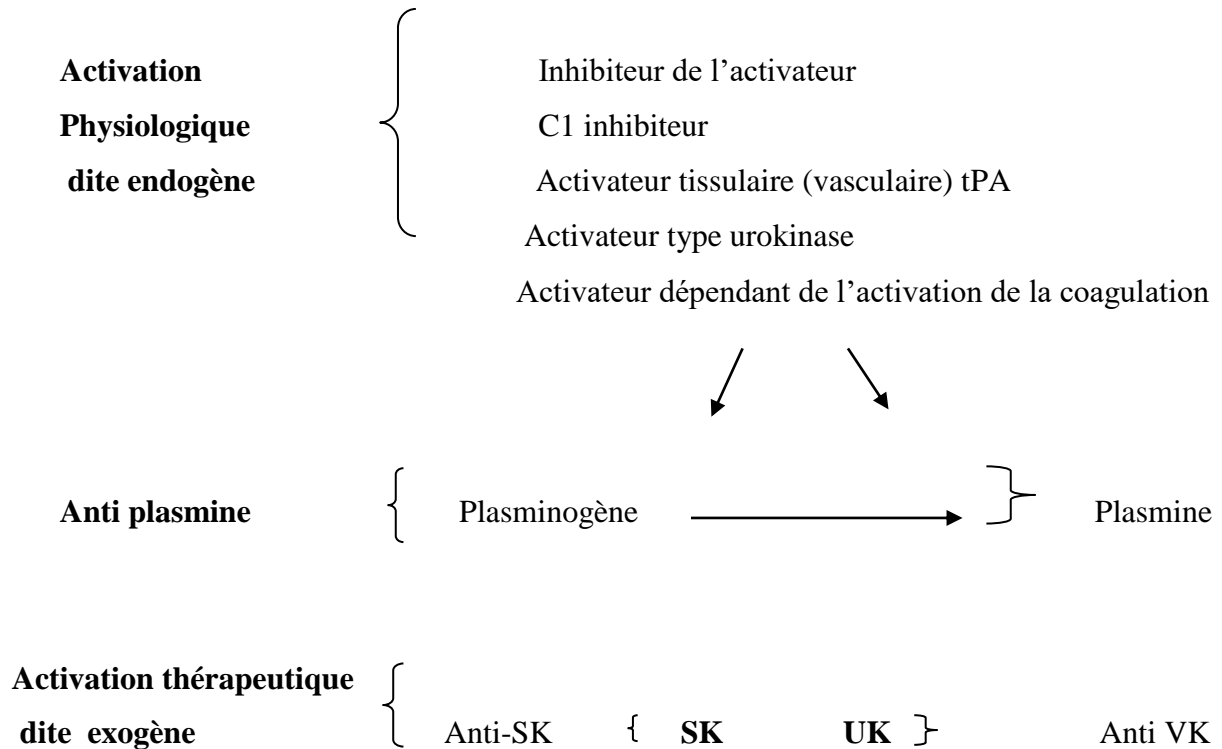 Activation Inhibiteur de l’activateur
Physiologique C1 inhibiteur
dite endogène Activateur tissulaire (vasculaire) tPA
Activateur type urokinase
Activateur dépendant de l’activation de la coagulation
Anti plasmine Plasminogène Plasmine
Activation thérapeutique
dite exogène Anti-SK SK UK Anti VK